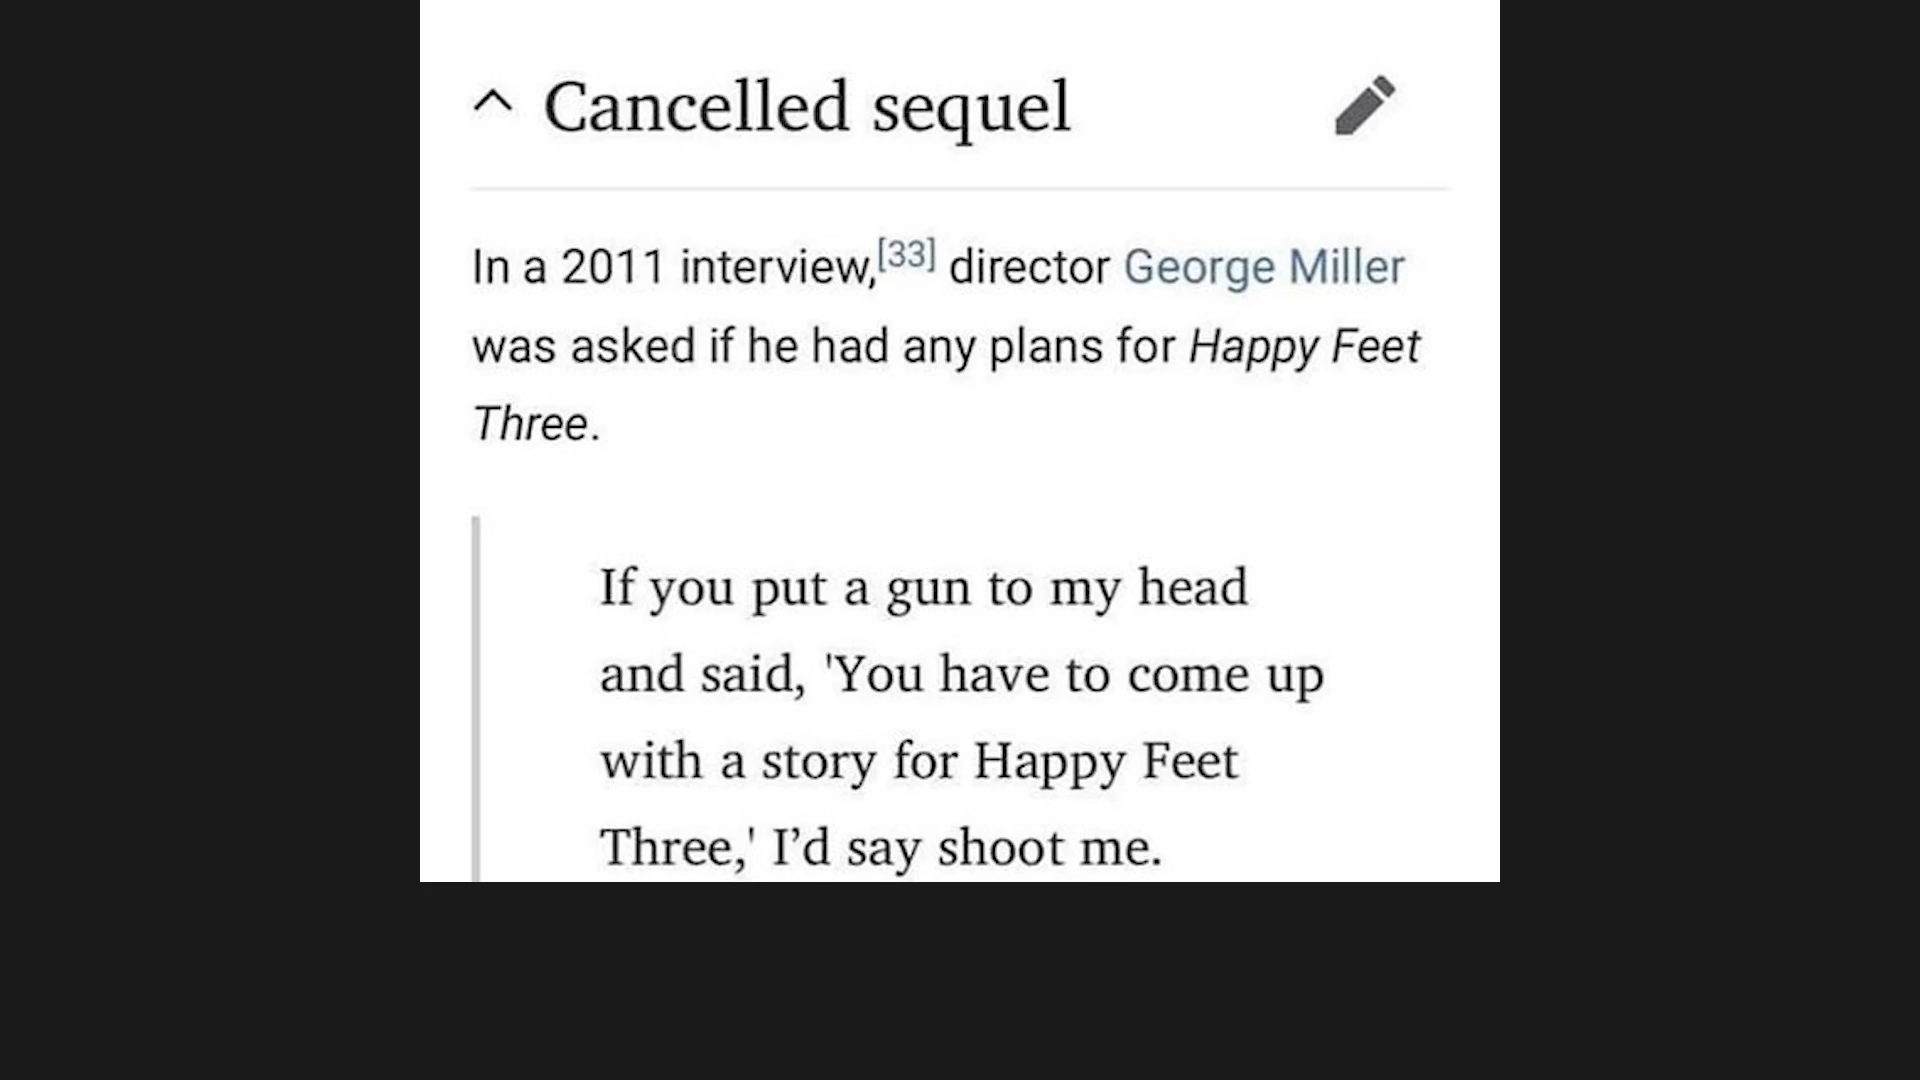 Cancelled sequel
In a 2011 interview,[33] director George Miller
was asked if he had any plans for Happy Feet
Three.
If you put a gun to my head
and said, 'You have to come up
with a story for Happy Feet
Three,' I’d say shoot me.